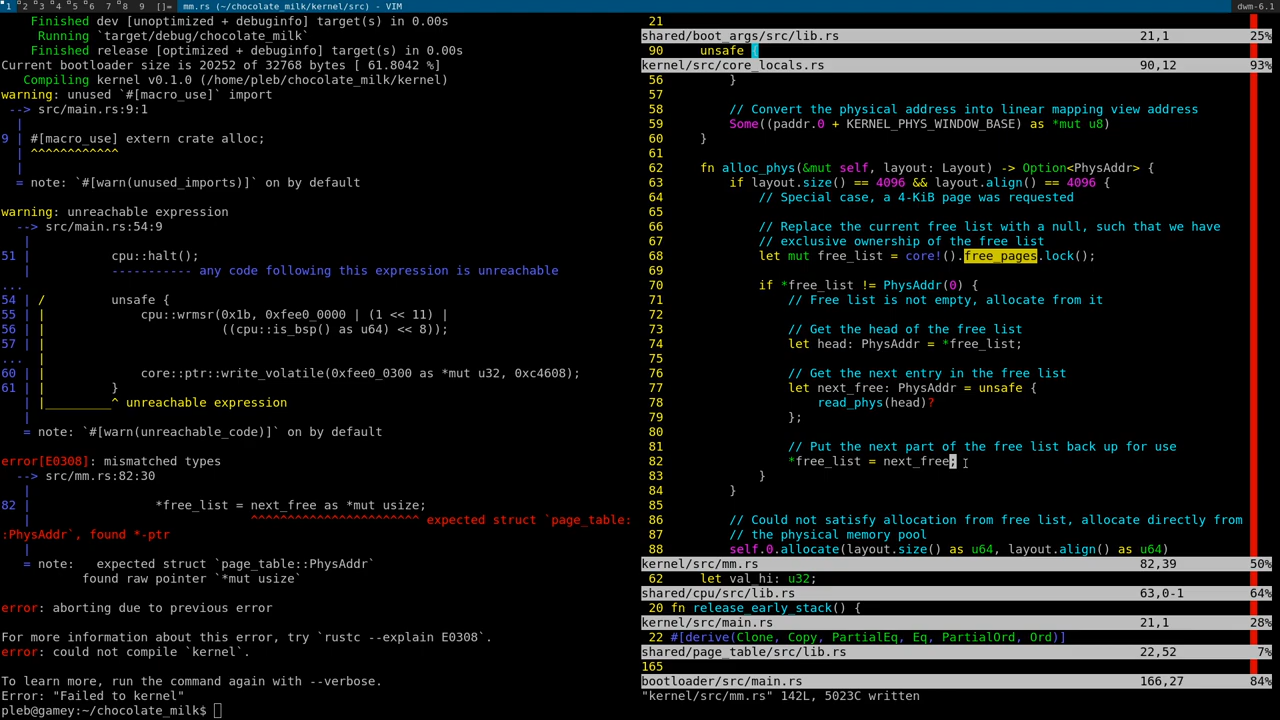 1 2 3 4 5 6 7 8 9 []= mm.rs (~/chocolate_milk/kernel/src) - VIM dwm-6.1
    Finished dev [unoptimized + debuginfo] target(s) in 0.00s
     Running `target/debug/chocolate_milk`
    Finished release [optimized + debuginfo] target(s) in 0.00s
Current bootloader size is 20252 of 32768 bytes [ 61.8042 %]
   Compiling kernel v0.1.0 (/home/pleb/chocolate_milk/kernel)
warning: unused `#[macro_use]` import
 --> src/main.rs:9:1
  |
9 | #[macro_use] extern crate alloc;
  | ^^^^^^^^^^^^
  |
  = note: `#[warn(unused_imports)]` on by default

warning: unreachable expression
  --> src/main.rs:54:9
   |
51 |           cpu::halt();
   |           ----------- any code following this expression is unreachable
...
54 | /         unsafe {
55 | |             cpu::wrmsr(0x1b, 0xfee0_0000 | (1 << 11) |
56 | |                        ((cpu::is_bsp() as u64) << 8));
57 | |
... |
60 | |             core::ptr::write_volatile(0xfee0_0300 as *mut u32, 0xc4608);
61 | |         }
   | |_________^ unreachable expression
   |
   = note: `#[warn(unreachable_code)]` on by default

error[E0308]: mismatched types
  --> src/mm.rs:82:30
   |
82 |                 *free_list = next_free as *mut usize;
   |                              ^^^^^^^^^^^^^^^^^^^^^^^ expected struct `page_table:
:PhysAddr`, found *-ptr
   |
   = note:   expected struct `page_table::PhysAddr`
           found raw pointer `*mut usize`

error: aborting due to previous error

For more information about this error, try `rustc --explain E0308`.
error: could not compile `kernel`.

To learn more, run the command again with --verbose.
Error: "Failed to kernel"
pleb@gamey:~/chocolate_milk$
21
shared/boot_args/src/lib.rs 21,1 25%
90     unsafe {
kernel/src/core_locals.rs 90,12 93%
56         }
57
58         // Convert the physical address into linear mapping view address
59         Some((paddr.0 + KERNEL_PHYS_WINDOW_BASE) as *mut u8)
60     }
61
62     fn alloc_phys(&mut self, layout: Layout) -> Option<PhysAddr> {
63         if layout.size() == 4096 && layout.align() == 4096 {
64             // Special case, a 4-KiB page was requested
65
66             // Replace the current free list with a null, such that we have
67             // exclusive ownership of the free list
68             let mut free_list = core!().free_pages.lock();
69
70             if *free_list != PhysAddr(0) {
71                 // Free list is not empty, allocate from it
72
73                 // Get the head of the free list
74                 let head: PhysAddr = *free_list;
75
76                 // Get the next entry in the free list
77                 let next_free: PhysAddr = unsafe {
78                     read_phys(head)?
79                 };
80
81                 // Put the next part of the free list back up for use
82                 *free_list = next_free;
83             }
84         }
85
86         // Could not satisfy allocation from free list, allocate directly from
87         // the physical memory pool
88         self.0.allocate(layout.size() as u64, layout.align() as u64)
kernel/src/mm.rs 82,39 50%
62     let val_hi: u32;
shared/cpu/src/lib.rs 63,0-1 64%
20 fn release_early_stack() {
kernel/src/main.rs 21,1 28%
22 #[derive(Clone, Copy, PartialEq, Eq, PartialOrd, Ord)]
shared/page_table/src/lib.rs 22,52 7%
165
bootloader/src/main.rs 166,27 84%
"kernel/src/mm.rs" 142L, 5023C written